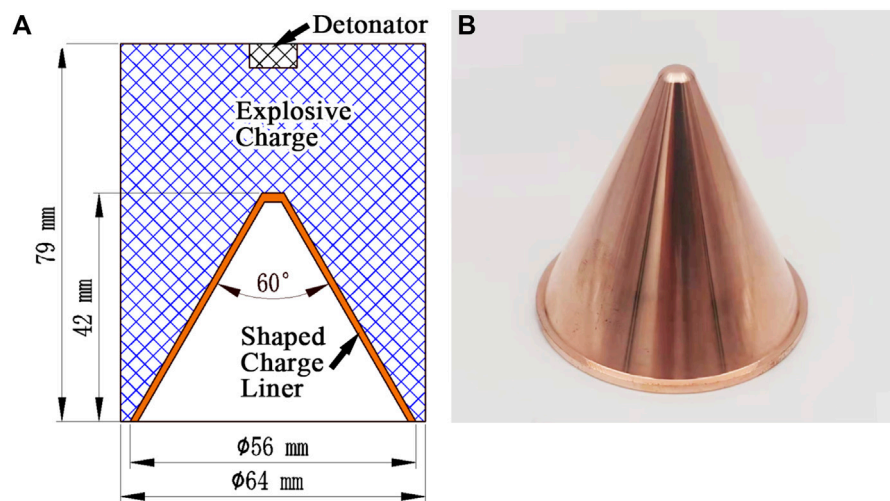 A
Detonator
B
Explosive
Charge
79 mm
42 mm
60°
Shaped
Charge
Liner
ϕ56 mm
ϕ64 mm